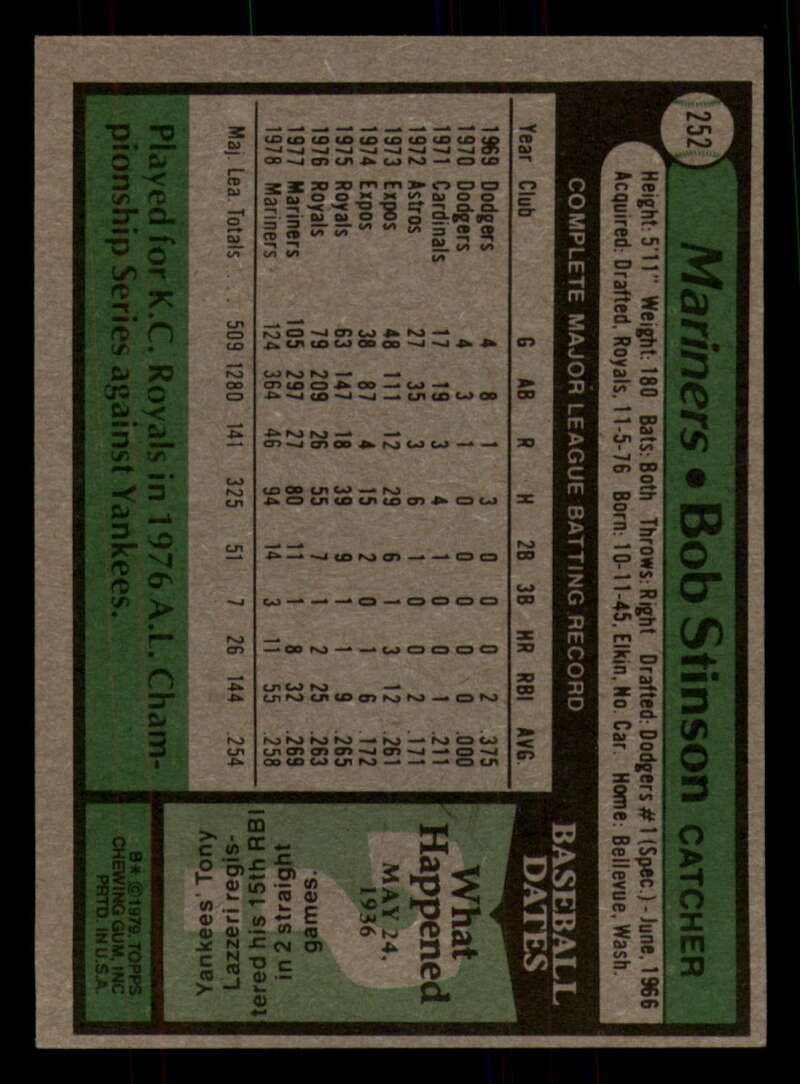 252
Mariners • Bob Stinson CATCHER
Height: 5'11" Weight: 180 Bats: Both Throws: Right Drafted: Dodgers #1 (Spec.) - June, 1966
Acquired: Drafted, Royals, 11-5-76 Born: 10-11-45, Elkin, No. Car. Home: Bellevue, Wash.
COMPLETE MAJOR LEAGUE BATTING RECORD
Year Club G AB R H 2B 3B HR RBI AVG.
1969 Dodgers 4 8 1 3 0 0 0 2 .375
1970 Dodgers 4 3 1 0 0 0 0 0 .000
1971 Cardinals 17 19 3 4 1 0 0 1 .211
1972 Astros 27 35 3 6 1 0 0 2 .171
1973 Expos 48 111 12 29 6 1 3 12 .261
1974 Expos 38 87 4 15 2 0 1 6 .172
1975 Royals 63 147 18 39 9 1 1 9 .265
1976 Royals 79 209 26 55 7 1 2 25 .263
1977 Mariners 105 297 27 80 11 1 8 32 .269
1978 Mariners 124 364 46 94 14 3 11 55 .258
Maj. Lea. Totals .... 509 1280 141 325 51 7 26 144 .254
Played for K.C. Royals in 1976 A.L. Cham-
pionship Series against Yankees.
BASEBALL
DATES
What
Happened
MAY 24,
1936
Yankees' Tony
Lazzeri regis-
tered his 15th RBI
in 2 straight
games.
B* © 1979, TOPPS
CHEWING GUM, INC
PRTD. IN U.S.A.